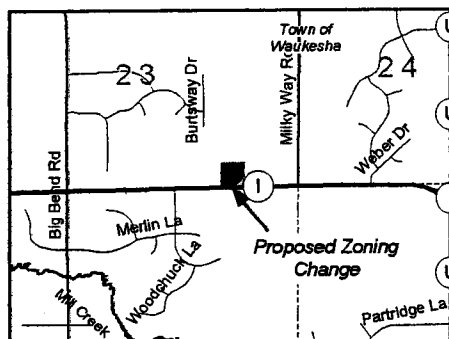 Town of
Waukesha
23
24
Burtsway Dr
Milky Way Rd
Weber Dr
U
U
I
Big Bend Rd
Merlin La
Woodchuck La
Proposed Zoning
Change
U
Mill Creek
Partridge La